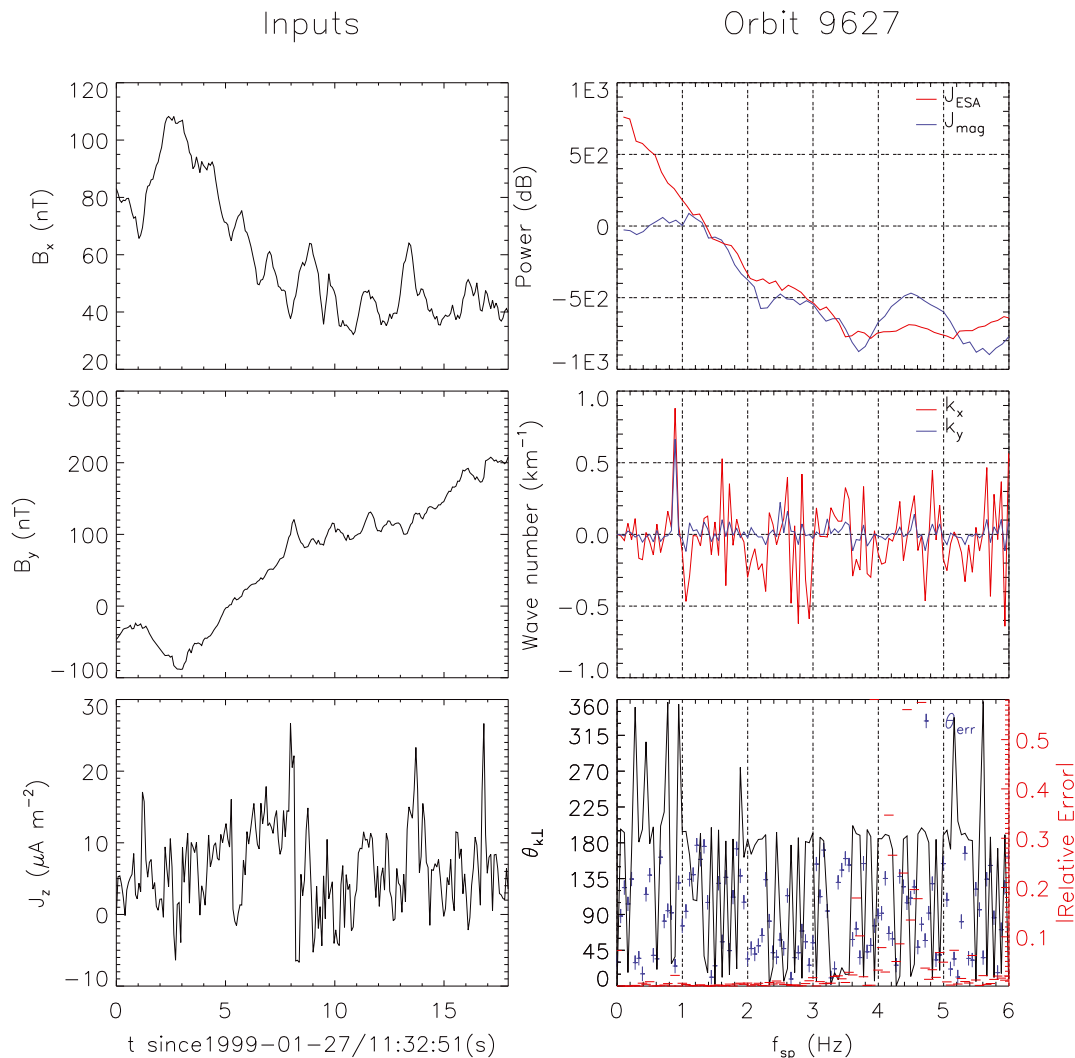 Inputs
Orbit 9627
120
100
80
60
40
20
B_x (nT)
1E3
5E2
0
−5E2
−1E3
Power (dB)
J_ESA
J_mag
300
200
100
0
−100
B_y (nT)
1.0
0.5
0.0
−0.5
−1.0
Wave number (km⁻¹)
k_x
k_y
30
20
10
0
−10
J_z (μA m⁻²)
0 5 10 15
t since1999−01−27/11:32:51(s)
360
315
270
225
180
135
90
45
0
θ_k⊥
θ_err
0.5
0.4
0.3
0.2
0.1
|Relative Error|
0 1 2 3 4 5 6
f_sp (Hz)